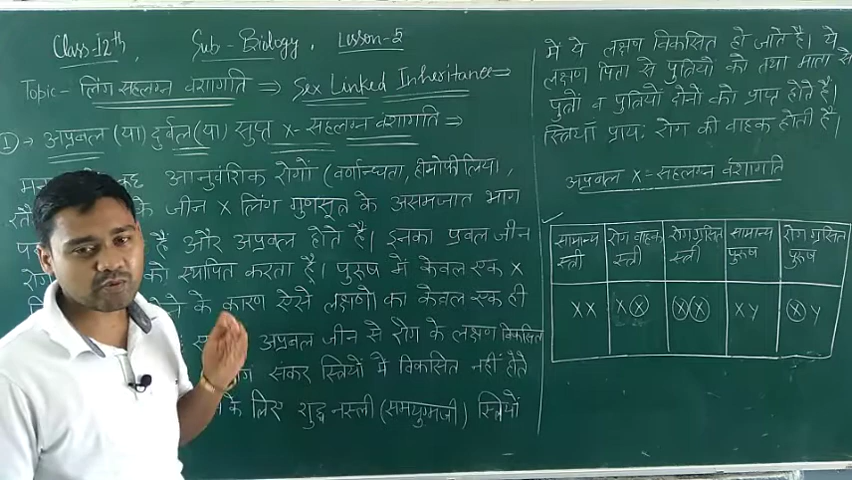 Class-12th, Sub-Biology, Lesson-5
Topic- लिंग सहलग्न वंशागति ⇒ Sex Linked Inheritance ⇒
① → अप्रबल (या) दुर्बल (या) सुप्त X-सहलग्न वंशागति ⇒
आनुवंशिक रोगों (वर्णान्धता, हीमोफीलिया,
के जीन X लिंग गुणसूत्र के असमजात भाग
हैं और अप्रबल होते हैं। इनका प्रबल जीन
को स्थापित करता है। पुरूष में केवल एक X
के कारण ऐसे लक्षणों का केवल एक ही
अप्रबल जीन से रोग के लक्षण विकसित
संकर स्त्रियों में विकसित नहीं होते
के लिए शुद्ध नस्ली (समयुग्मजी) स्त्रियों
में ये लक्षण विकसित हो जाते हैं। ये
लक्षण पिता से पुत्रियों को तथा माता से
पुत्रों व पुत्रियों दोनो को प्राप्त होते हैं।
स्त्रियाँ प्राय: रोग की वाहक होती हैं।
अप्रबल X-सहलग्न वंशागति
सामान्य स्त्री रोग वाहक स्त्री रोग ग्रसित स्त्री सामान्य पुरूष रोग ग्रसित पुरूष
XX XⓍ ⓍⓍ XY ⓍY